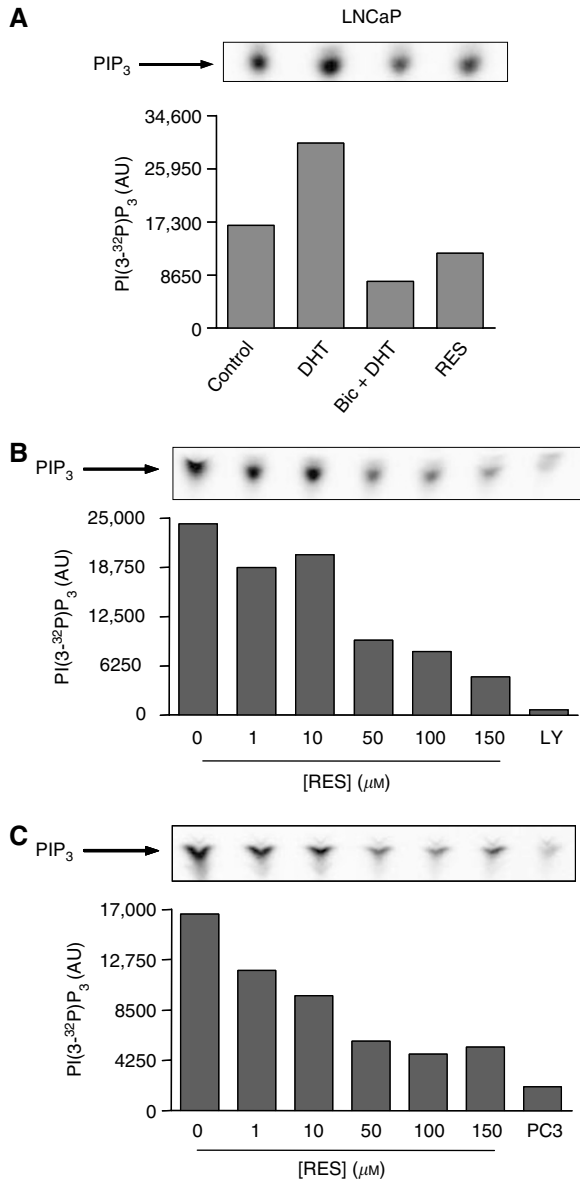 A
LNCaP
PIP₃
34,600
25,950
17,300
8650
0
PI(3-³²P)P₃ (AU)
Control
DHT
Bic + DHT
RES
B
PIP₃
25,000
18,750
12,500
6250
0
PI(3-³²P)P₃ (AU)
0 1 10 50 100 150 LY
[RES] (μM)
C
PIP₃
17,000
12,750
8500
4250
0
PI(3-³²P)P₃ (AU)
0 1 10 50 100 150 PC3
[RES] (μM)